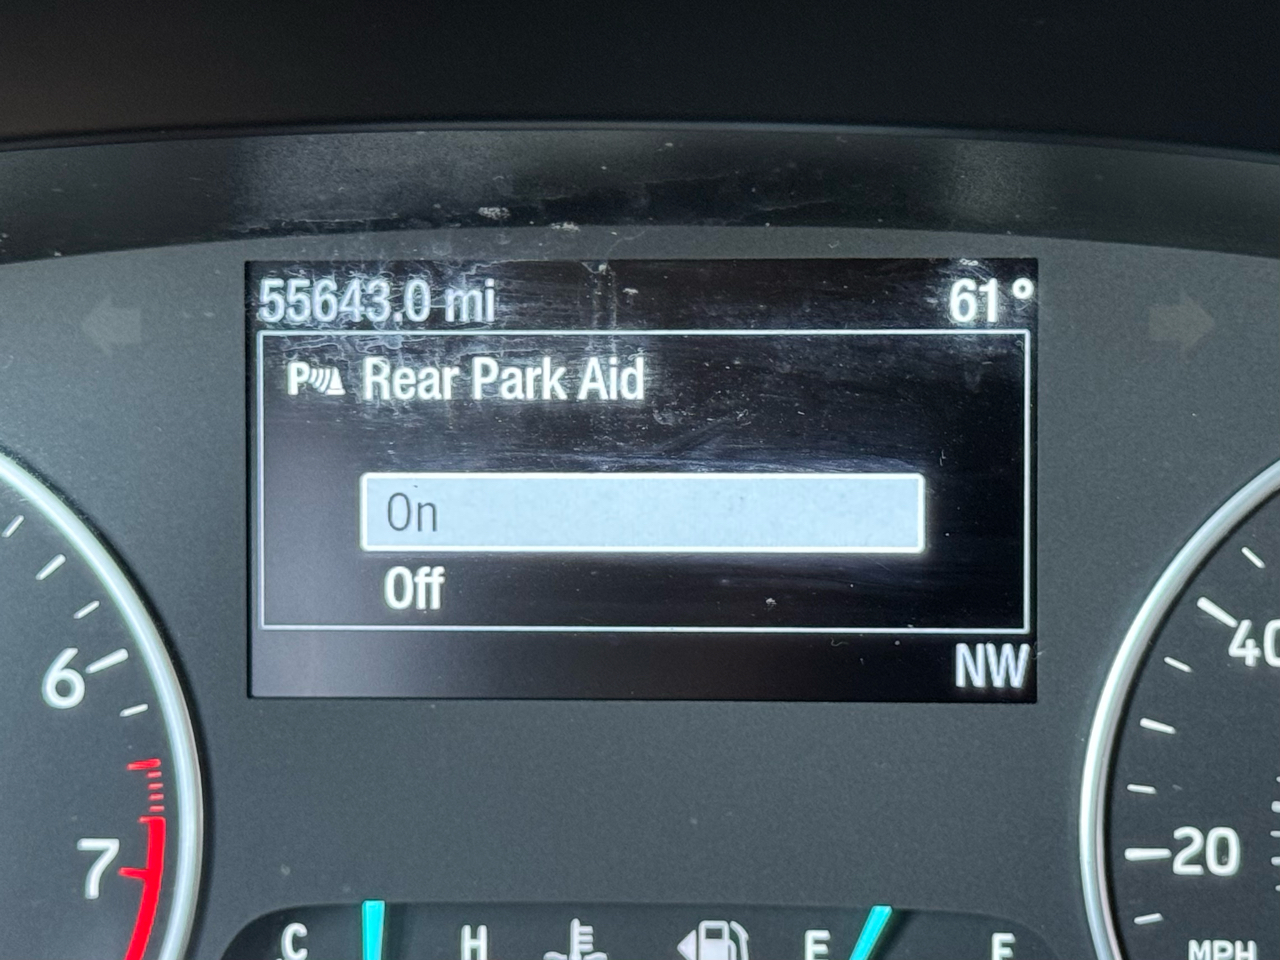 55643.0 mi 61°
P Rear Park Aid
On
Off
NW
6
7
40
20
MPH
C H E F